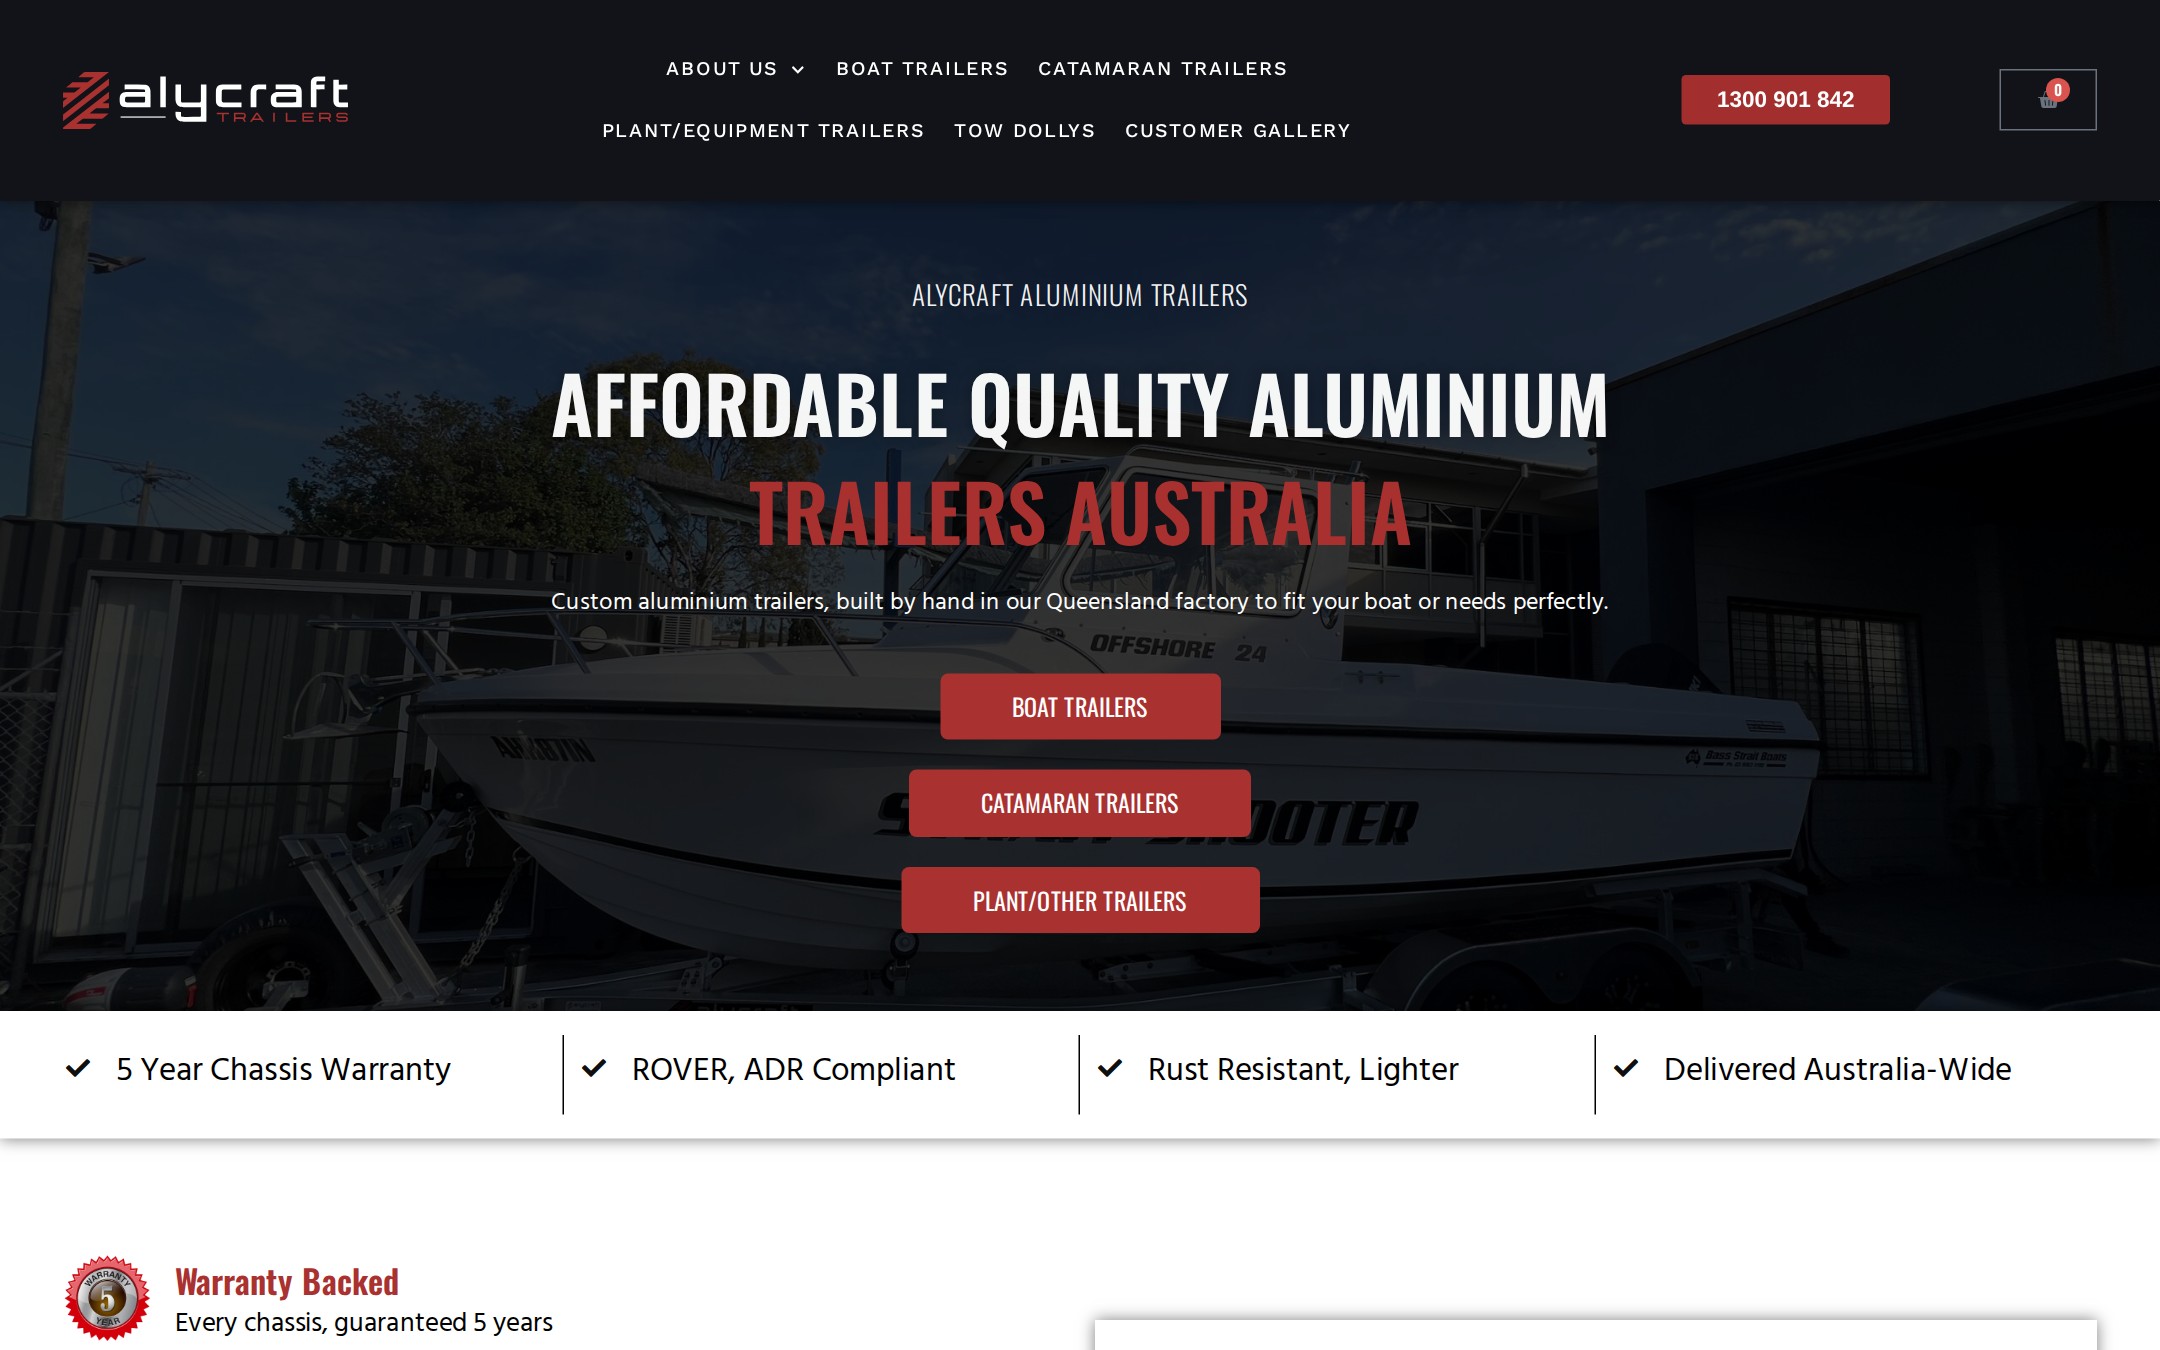 alycraft
TRAILERS
ABOUT US BOAT TRAILERS CATAMARAN TRAILERS
PLANT/EQUIPMENT TRAILERS TOW DOLLYS CUSTOMER GALLERY
1300 901 842
0
ALYCRAFT ALUMINIUM TRAILERS
AFFORDABLE QUALITY ALUMINIUM
TRAILERS AUSTRALIA
Custom aluminium trailers, built by hand in our Queensland factory to fit your boat or needs perfectly.
OFFSHORE 24
BOAT TRAILERS
Bass Strait Boats
CATAMARAN TRAILERS
PLANT/OTHER TRAILERS
5 Year Chassis Warranty
ROVER, ADR Compliant
Rust Resistant, Lighter
Delivered Australia-Wide
WARRANTY
5
YEAR
Warranty Backed
Every chassis, guaranteed 5 years